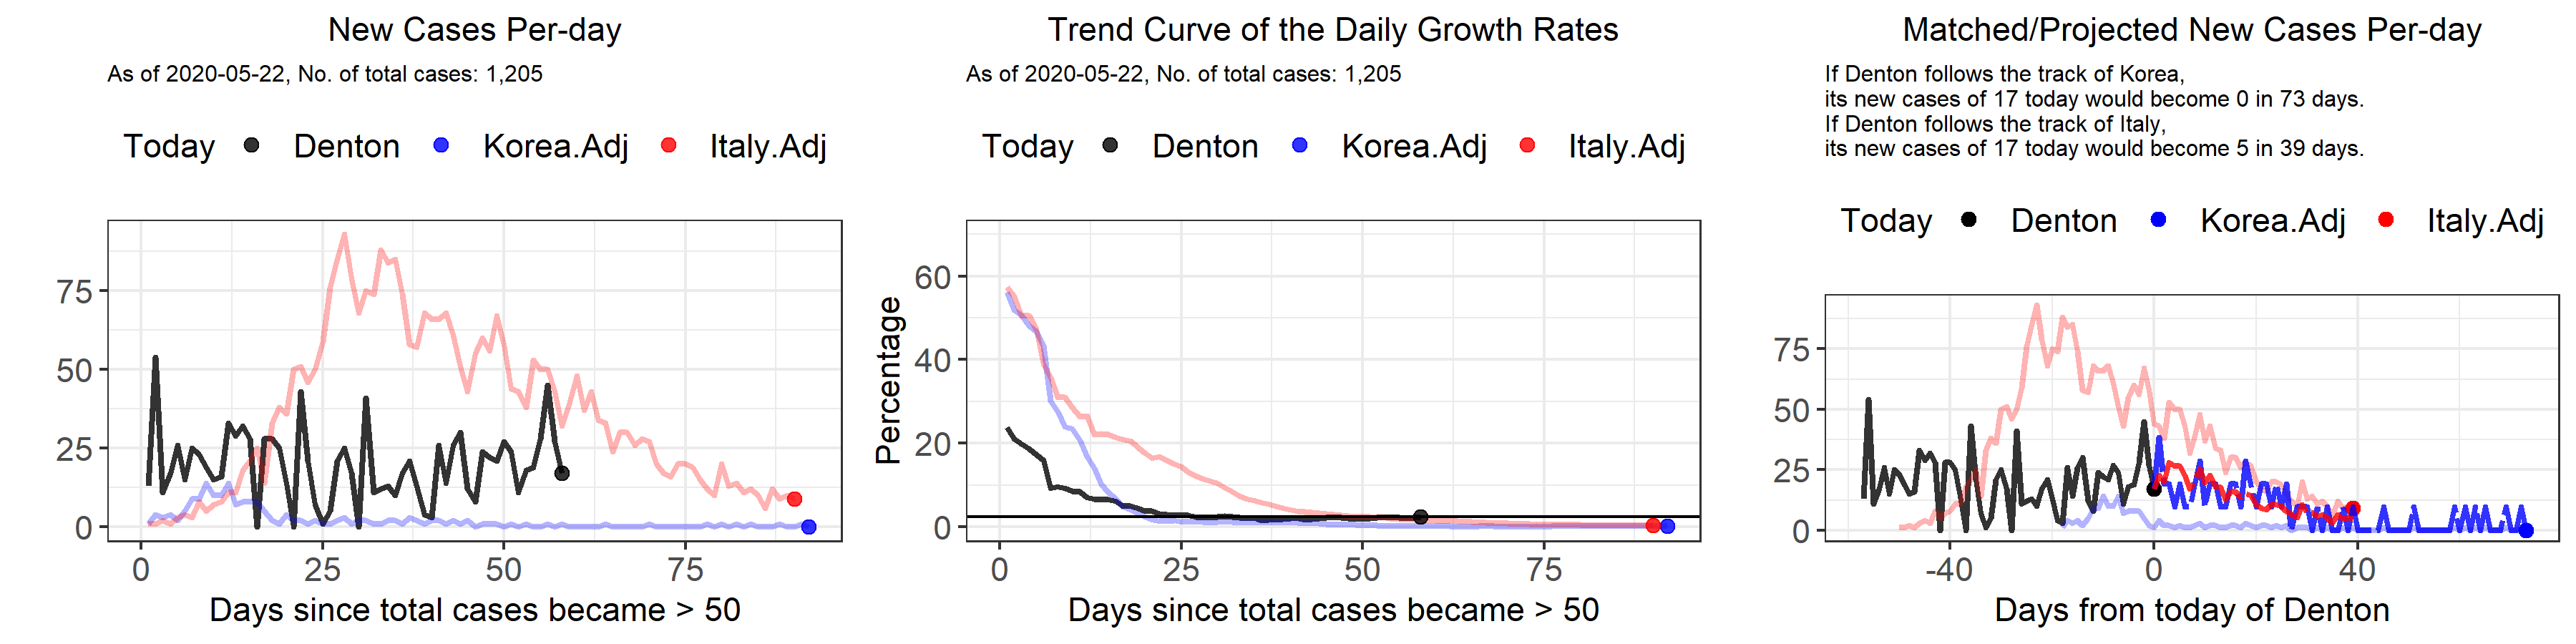 New Cases Per-day
As of 2020-05-22, No. of total cases: 1,205
Today Denton Korea.Adj Italy.Adj
75
50
25
0
0 25 50 75
Days since total cases became > 50
Trend Curve of the Daily Growth Rates
As of 2020-05-22, No. of total cases: 1,205
Today Denton Korea.Adj Italy.Adj
Percentage
60
40
20
0
0 25 50 75
Days since total cases became > 50
Matched/Projected New Cases Per-day
If Denton follows the track of Korea,
its new cases of 17 today would become 0 in 73 days.
If Denton follows the track of Italy,
its new cases of 17 today would become 5 in 39 days.
Today Denton Korea.Adj Italy.Adj
75
50
25
0
-40 0 40
Days from today of Denton